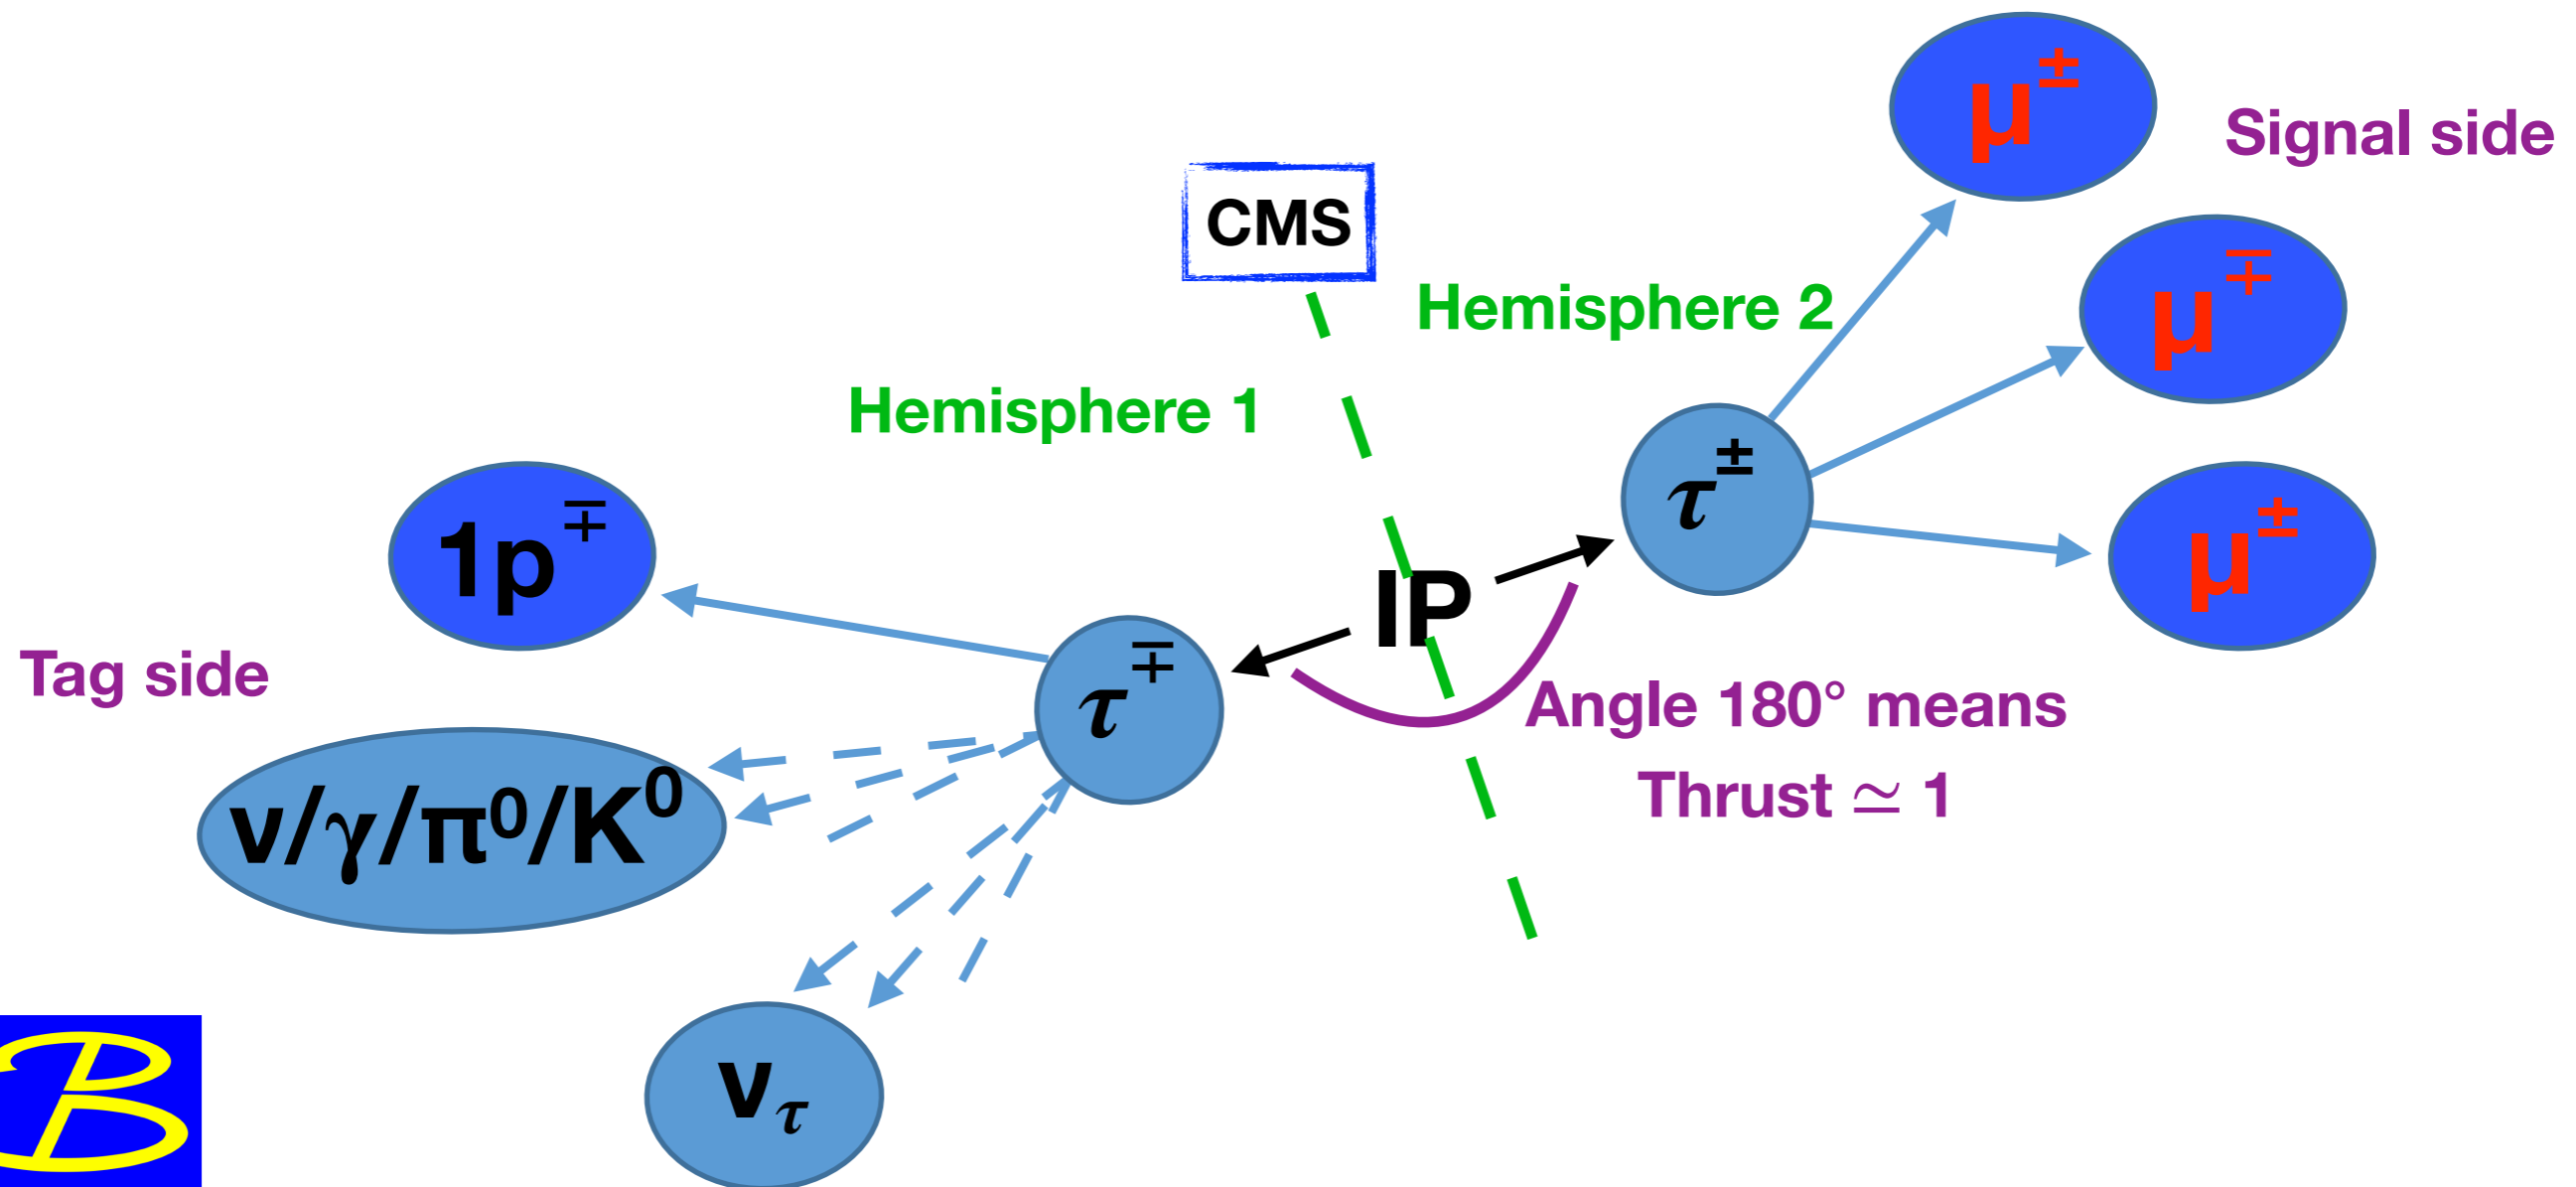 μ±
Signal side
CMS
μ∓
Hemisphere 2
Hemisphere 1
τ±
μ±
1p∓
IP
Tag side
τ∓
Angle 180° means
Thrust ≃ 1
ν/γ/π⁰/K⁰
ντ
B